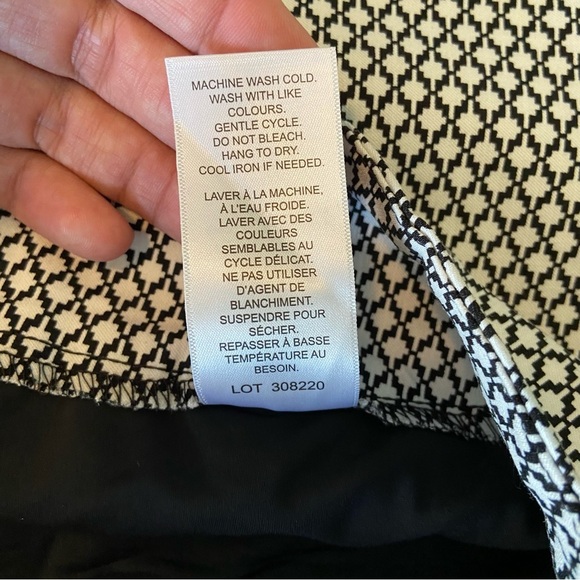 MACHINE WASH COLD.
WASH WITH LIKE
COLOURS.
GENTLE CYCLE.
DO NOT BLEACH.
HANG TO DRY.
COOL IRON IF NEEDED.
LAVER À LA MACHINE,
À L'EAU FROIDE.
LAVER AVEC DES
COULEURS
SEMBLABLES AU
CYCLE DÉLICAT.
NE PAS UTILISER
D'AGENT DE
BLANCHIMENT.
SUSPENDRE POUR
SÉCHER.
REPASSER À BASSE
TEMPÉRATURE AU
BESOIN.
LOT 308220